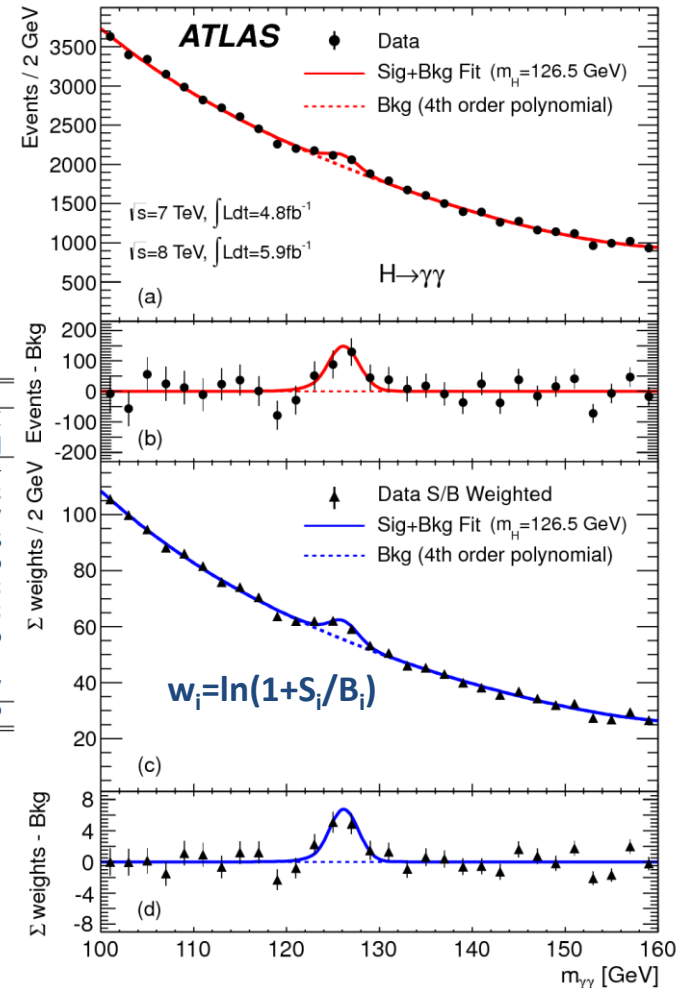 ATLAS
Data
Sig+Bkg Fit (m_H=126.5 GeV)
Bkg (4th order polynomial)
Events / 2 GeV
3500
3000
2500
2000
1500
1000
500
√s=7 TeV, ∫Ldt=4.8fb⁻¹
√s=8 TeV, ∫Ldt=5.9fb⁻¹
H→γγ
(a)
Events - Bkg
200
100
0
-100
-200
(b)
Σ weights / 2 GeV
Data S/B Weighted
Sig+Bkg Fit (m_H=126.5 GeV)
Bkg (4th order polynomial)
100
80
60
40
20
wᵢ=ln(1+Sᵢ/Bᵢ)
(c)
Σ weights - Bkg
8
4
0
-4
-8
(d)
100 110 120 130 140 150 160
m_γγ [GeV]